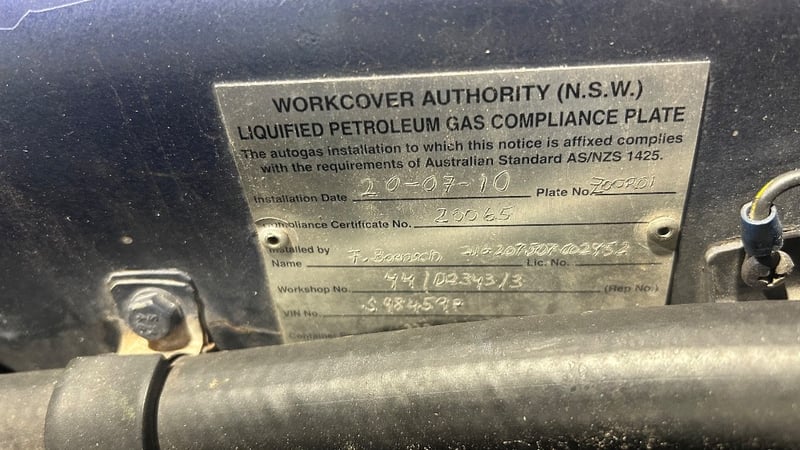 WORKCOVER AUTHORITY (N.S.W.)
LIQUIFIED PETROLEUM GAS COMPLIANCE PLATE
The autogas installation to which this notice is affixed complies
with the requirements of Australian Standard AS/NZS 1425.
Installation Date 20-07-10 Plate No.
Compliance Certificate No. 20065
Installed by
Name Lic. No.
Workshop No. 44/02343/3 (Rep No.)
VIN No.